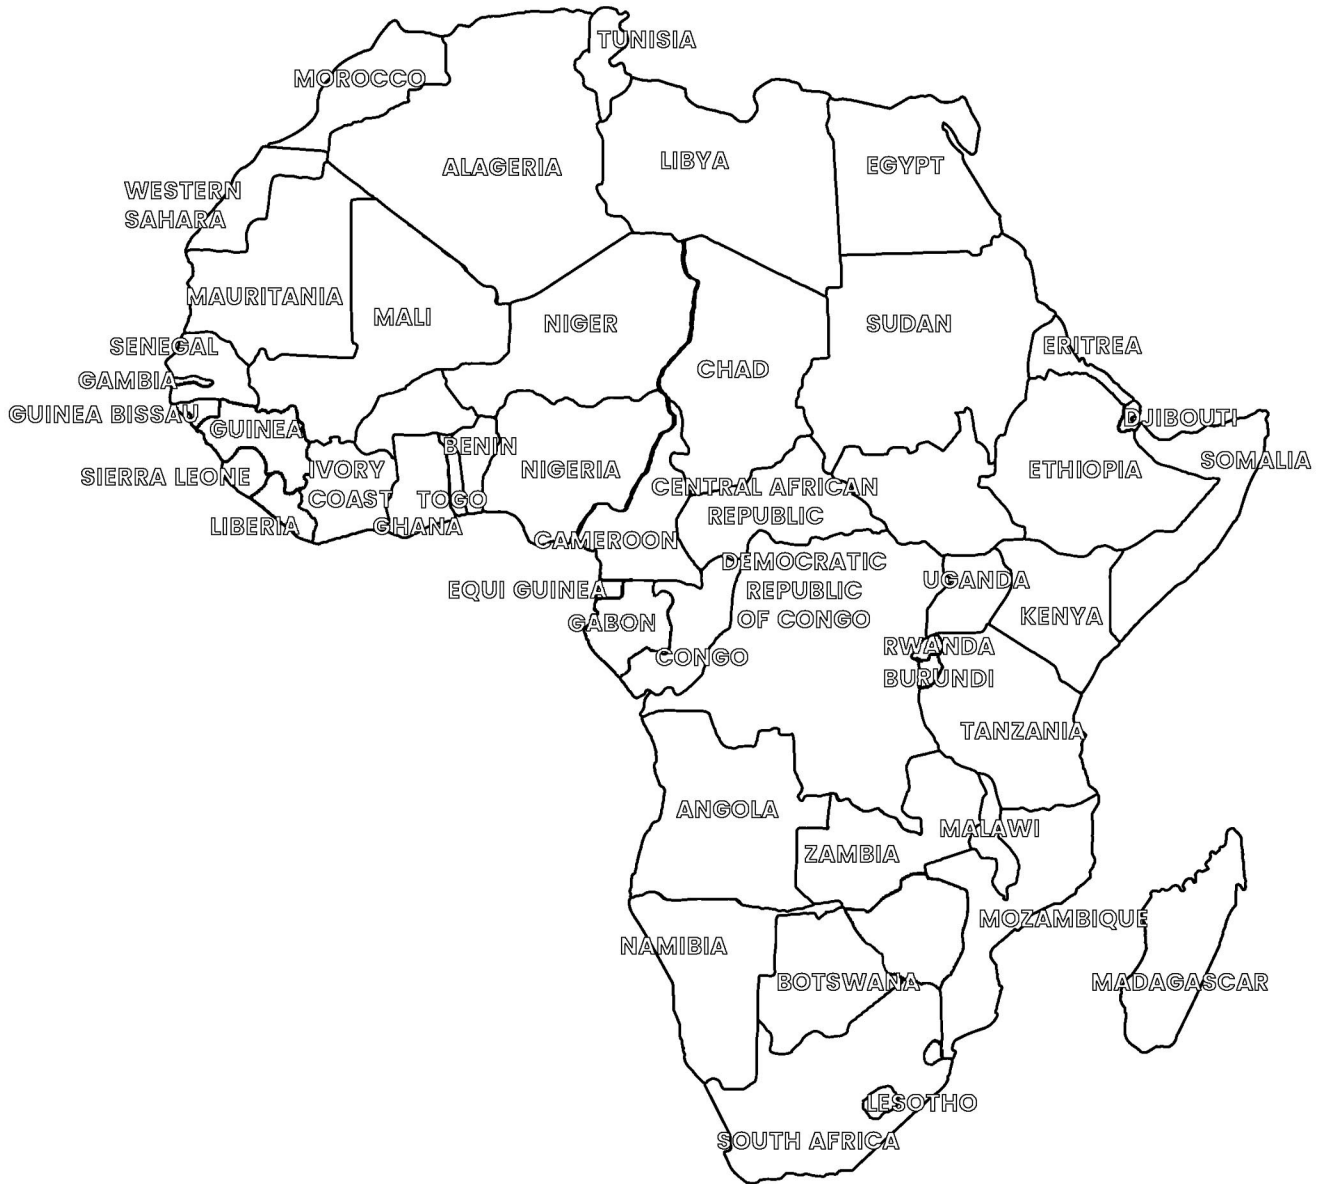 TUNISIA
MOROCCO
ALAGERIA
LIBYA
EGYPT
WESTERN
SAHARA
MAURITANIA
MALI
NIGER
SUDAN
SENEGAL
ERITREA
CHAD
GAMBIA
GUINEA BISSAU
DJIBOUTI
GUINEA
BENIN
SOMALIA
SIERRA LEONE
IVORY
COAST
NIGERIA
ETHIOPIA
CENTRAL AFRICAN
REPUBLIC
TOGO
LIBERIA
GHANA
CAMEROON
DEMOCRATIC
REPUBLIC
OF CONGO
UGANDA
EQUI GUINEA
KENYA
GABON
RWANDA
CONGO
BURUNDI
TANZANIA
ANGOLA
MALAWI
ZAMBIA
MOZAMBIQUE
NAMIBIA
BOTSWANA
MADAGASCAR
LESOTHO
SOUTH AFRICA